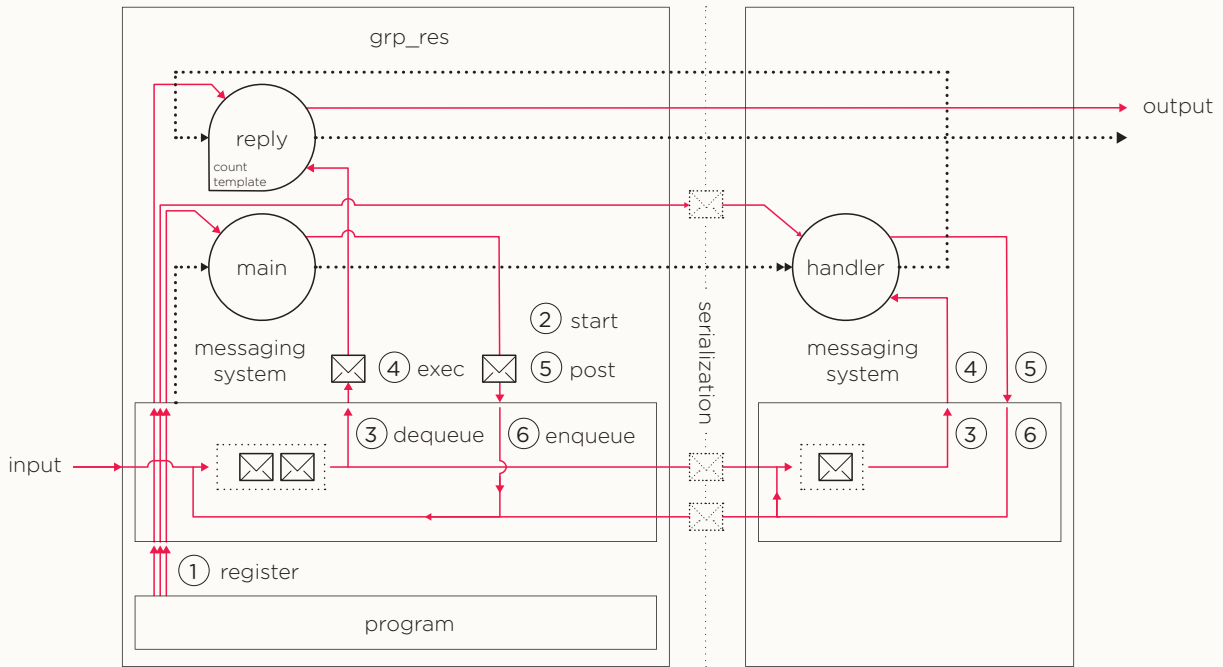 grp_res
output
reply
count
template
main
handler
② start
serialization
messaging
system
④ exec
⑤ post
messaging
system
④
⑤
③ dequeue
⑥ enqueue
③
⑥
input
① register
program